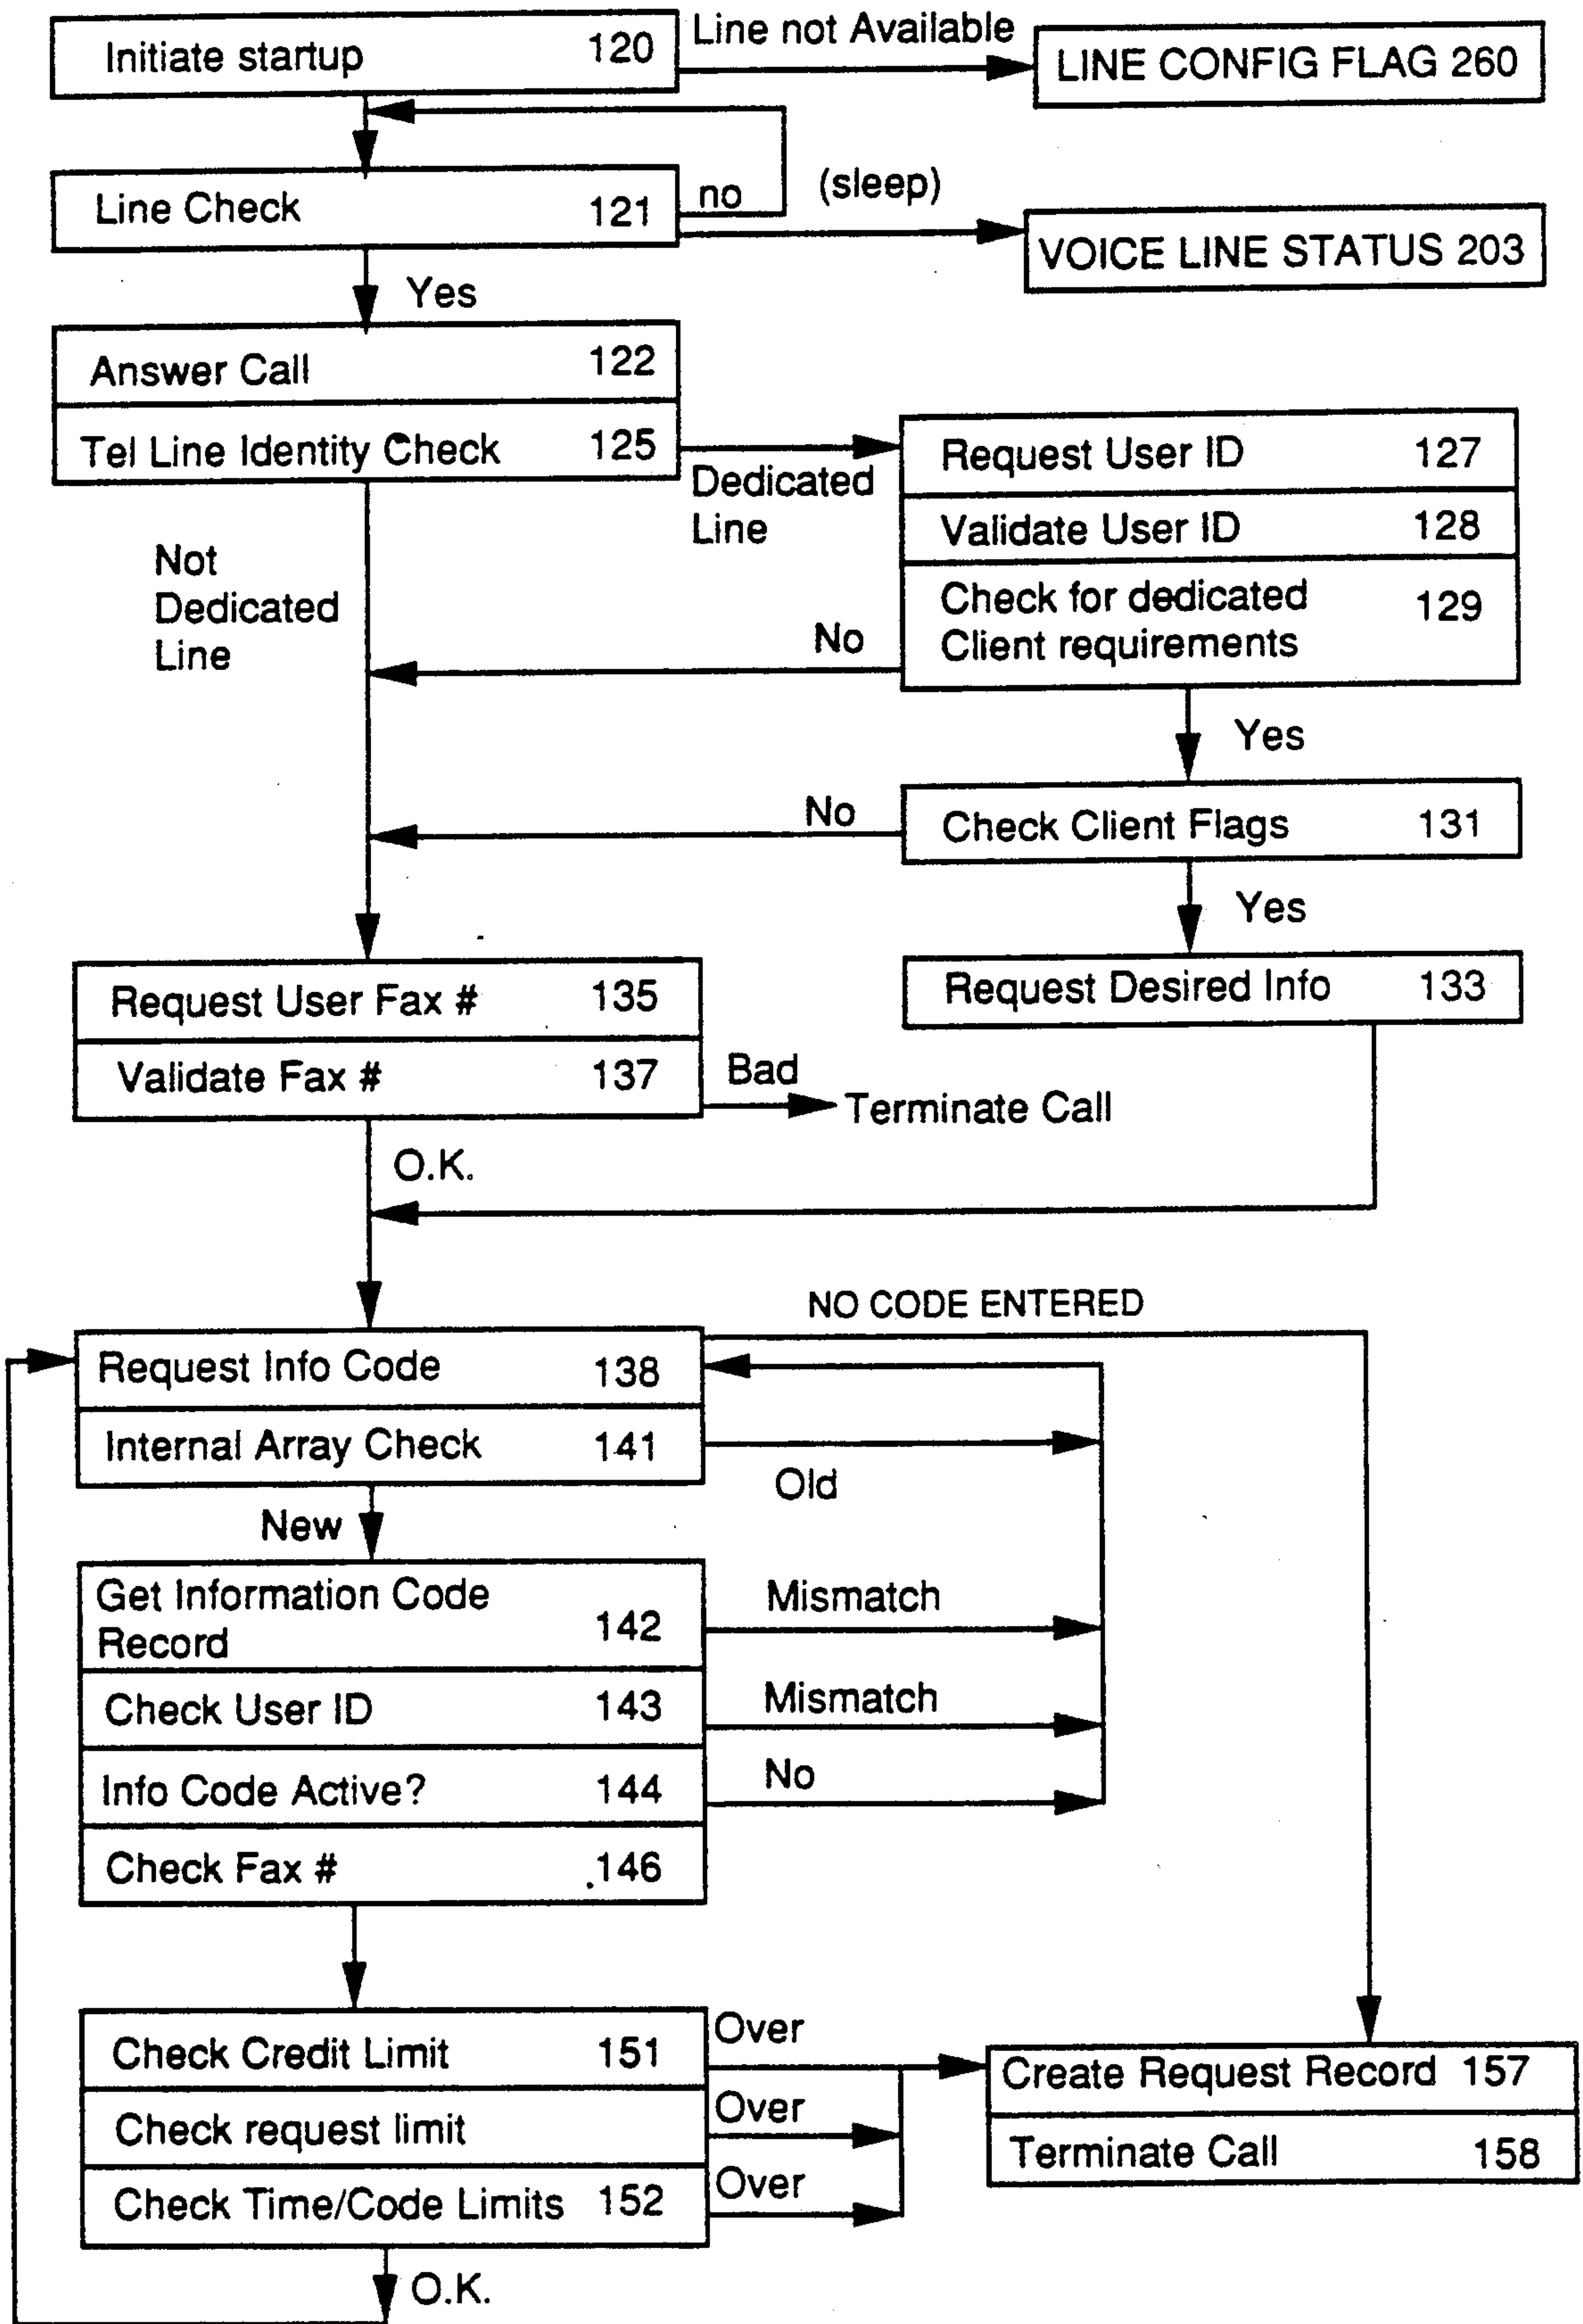 Initiate startup 120
Line not Available
LINE CONFIG FLAG 260
Line Check 121
no
(sleep)
VOICE LINE STATUS 203
Yes
Answer Call 122
Tel Line Identity Check 125
Dedicated
Line
Request User ID 127
Validate User ID 128
Check for dedicated
Client requirements 129
Not
Dedicated
Line
No
Yes
No
Check Client Flags 131
Yes
Request Desired Info 133
Request User Fax # 135
Validate Fax # 137
Bad
Terminate Call
O.K.
NO CODE ENTERED
Request Info Code 138
Internal Array Check 141
Old
New
Get Information Code
Record 142
Mismatch
Check User ID 143
Mismatch
Info Code Active? 144
No
Check Fax # 146
Check Credit Limit 151
Over
Check request limit
Over
Check Time/Code Limits 152
Over
Create Request Record 157
Terminate Call 158
O.K.